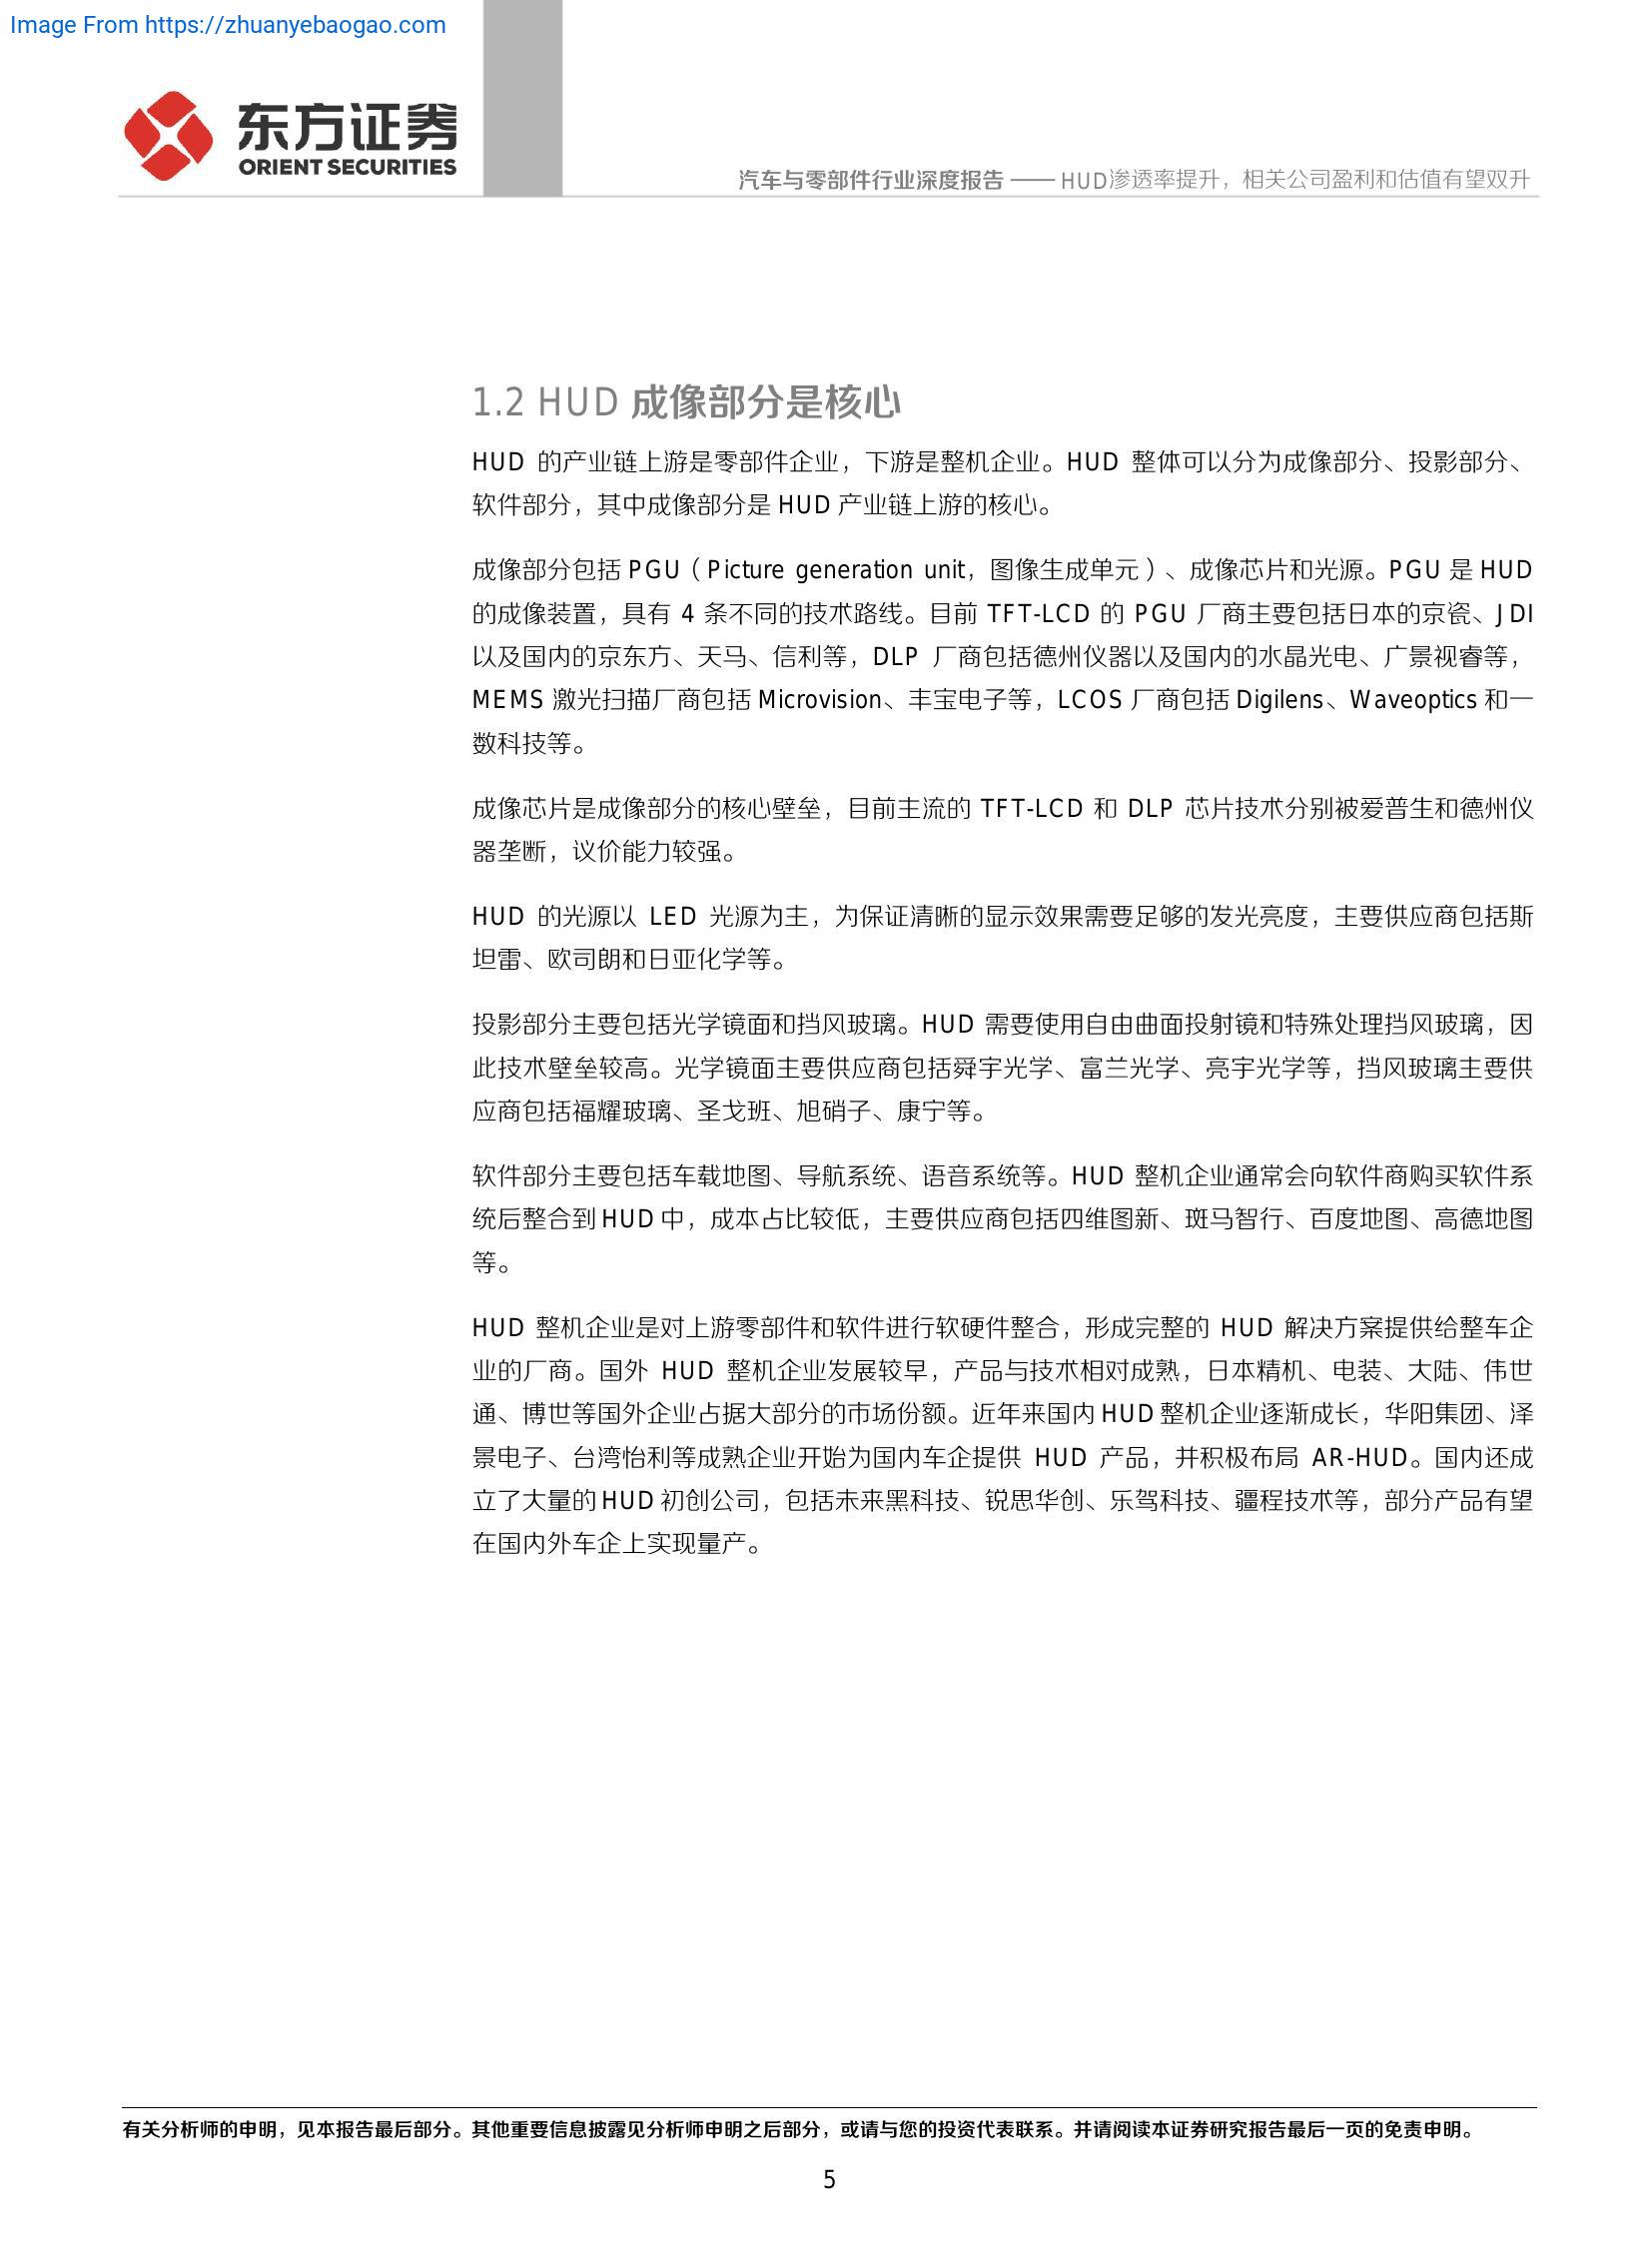 Image From https://zhuanyebaogao.com
东方证券
ORIENT SECURITIES
汽车与零部件行业深度报告 —— HUD渗透率提升，相关公司盈利和估值有望双升
1.2 HUD 成像部分是核心
HUD 的产业链上游是零部件企业，下游是整机企业。HUD 整体可以分为成像部分、投影部分、
软件部分，其中成像部分是 HUD 产业链上游的核心。
成像部分包括 PGU（Picture generation unit，图像生成单元）、成像芯片和光源。PGU 是 HUD
的成像装置，具有 4 条不同的技术路线。目前 TFT-LCD 的 PGU 厂商主要包括日本的京瓷、JDI
以及国内的京东方、天马、信利等，DLP 厂商包括德州仪器以及国内的水晶光电、广景视睿等，
MEMS 激光扫描厂商包括 Microvision、丰宝电子等，LCOS 厂商包括 Digilens、Waveoptics 和一
数科技等。
成像芯片是成像部分的核心壁垒，目前主流的 TFT-LCD 和 DLP 芯片技术分别被爱普生和德州仪
器垄断，议价能力较强。
HUD 的光源以 LED 光源为主，为保证清晰的显示效果需要足够的发光亮度，主要供应商包括斯
坦雷、欧司朗和日亚化学等。
投影部分主要包括光学镜面和挡风玻璃。HUD 需要使用自由曲面投射镜和特殊处理挡风玻璃，因
此技术壁垒较高。光学镜面主要供应商包括舜宇光学、富兰光学、亮宇光学等，挡风玻璃主要供
应商包括福耀玻璃、圣戈班、旭硝子、康宁等。
软件部分主要包括车载地图、导航系统、语音系统等。HUD 整机企业通常会向软件商购买软件系
统后整合到 HUD 中，成本占比较低，主要供应商包括四维图新、斑马智行、百度地图、高德地图
等。
HUD 整机企业是对上游零部件和软件进行软硬件整合，形成完整的 HUD 解决方案提供给整车企
业的厂商。国外 HUD 整机企业发展较早，产品与技术相对成熟，日本精机、电装、大陆、伟世
通、博世等国外企业占据大部分的市场份额。近年来国内 HUD 整机企业逐渐成长，华阳集团、泽
景电子、台湾怡利等成熟企业开始为国内车企提供 HUD 产品，并积极布局 AR-HUD。国内还成
立了大量的 HUD 初创公司，包括未来黑科技、锐思华创、乐驾科技、疆程技术等，部分产品有望
在国内外车企上实现量产。
有关分析师的申明，见本报告最后部分。其他重要信息披露见分析师申明之后部分，或请与您的投资代表联系。并请阅读本证券研究报告最后一页的免责申明。
5